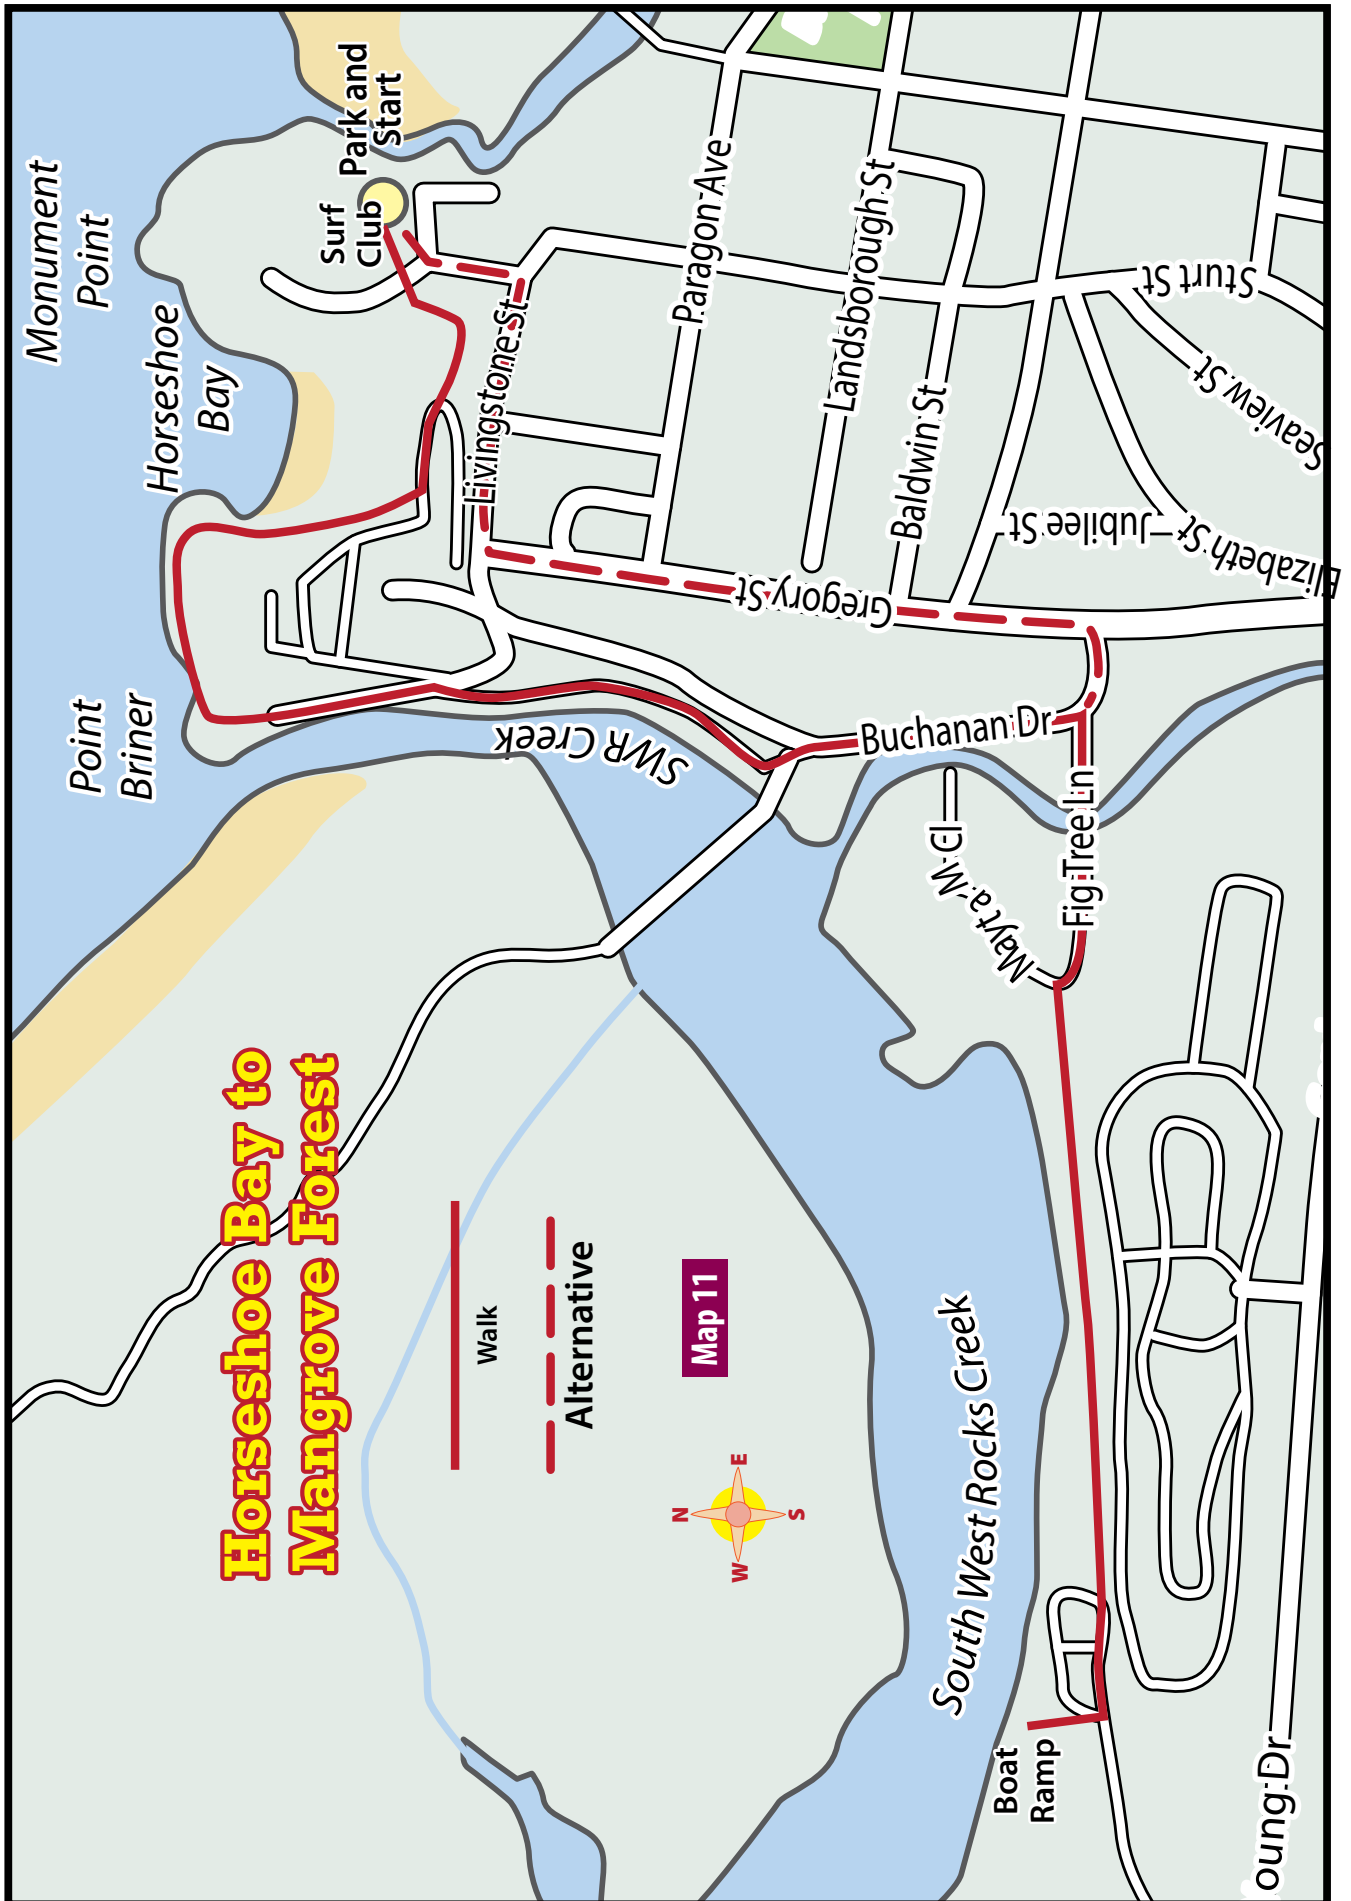 Monument
Point
Horseshoe
Bay
Point
Briner
Park and
Start
Surf
Club
Livingstone St
Paragon Ave
Landsborough St
Baldwin St
Sturt St
Seaview St
Jubilee St
Elizabeth St
Gregory St
SWR Creek
Buchanan Dr
Fig Tree Ln
Mayta-M Cl
Horseshoe Bay to
Mangrove Forest
Walk
Alternative
Map 11
N
E
S
W
South West Rocks Creek
Boat
Ramp
oung Dr